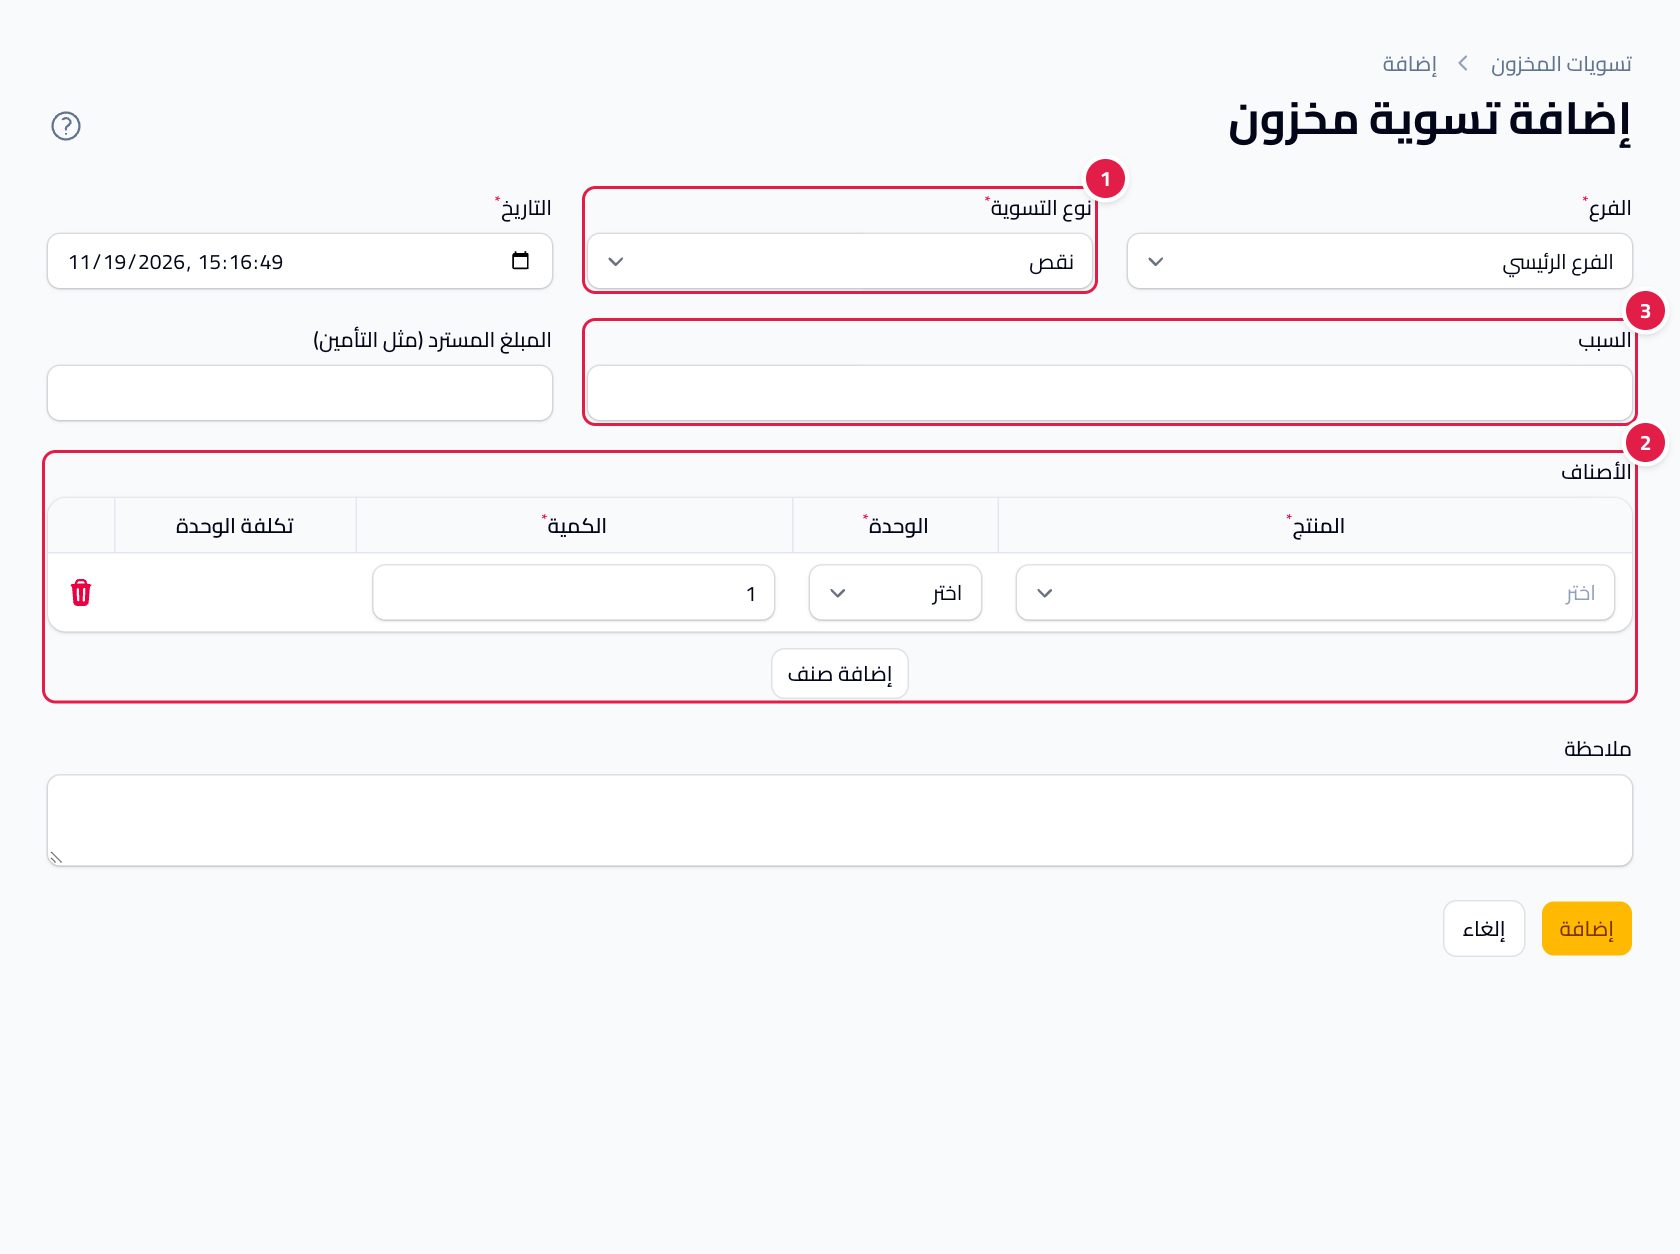 تسويات المخزون > إضافة
إضافة تسوية مخزون
1
الفرع* نوع التسوية* التاريخ*
الفرع الرئيسي نقص 11/19/2026, 15:16:49
3
السبب المبلغ المسترد (مثل التأمين)
2
الأصناف
المنتج* الوحدة* الكمية* تكلفة الوحدة
اختر اختر 1
إضافة صنف
ملاحظة
إضافة إلغاء